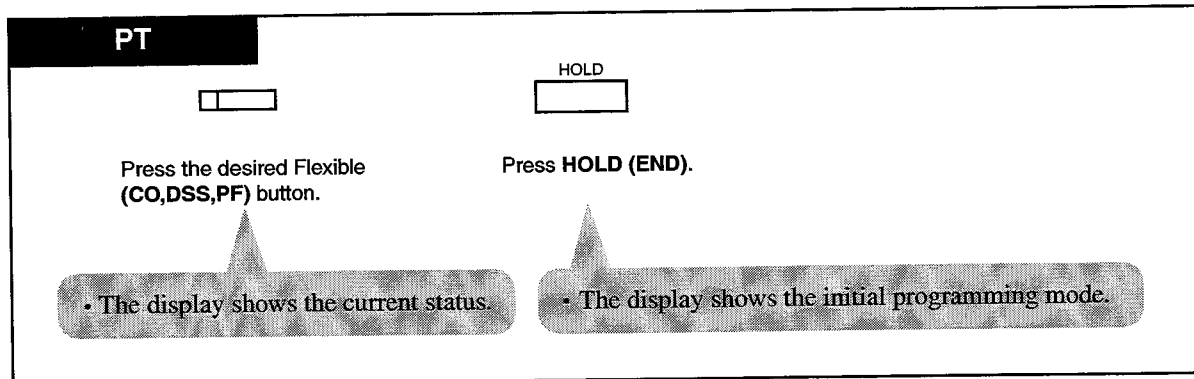 PT
HOLD
Press the desired Flexible
(CO,DSS,PF) button.
Press HOLD (END).
• The display shows the current status.
• The display shows the initial programming mode.